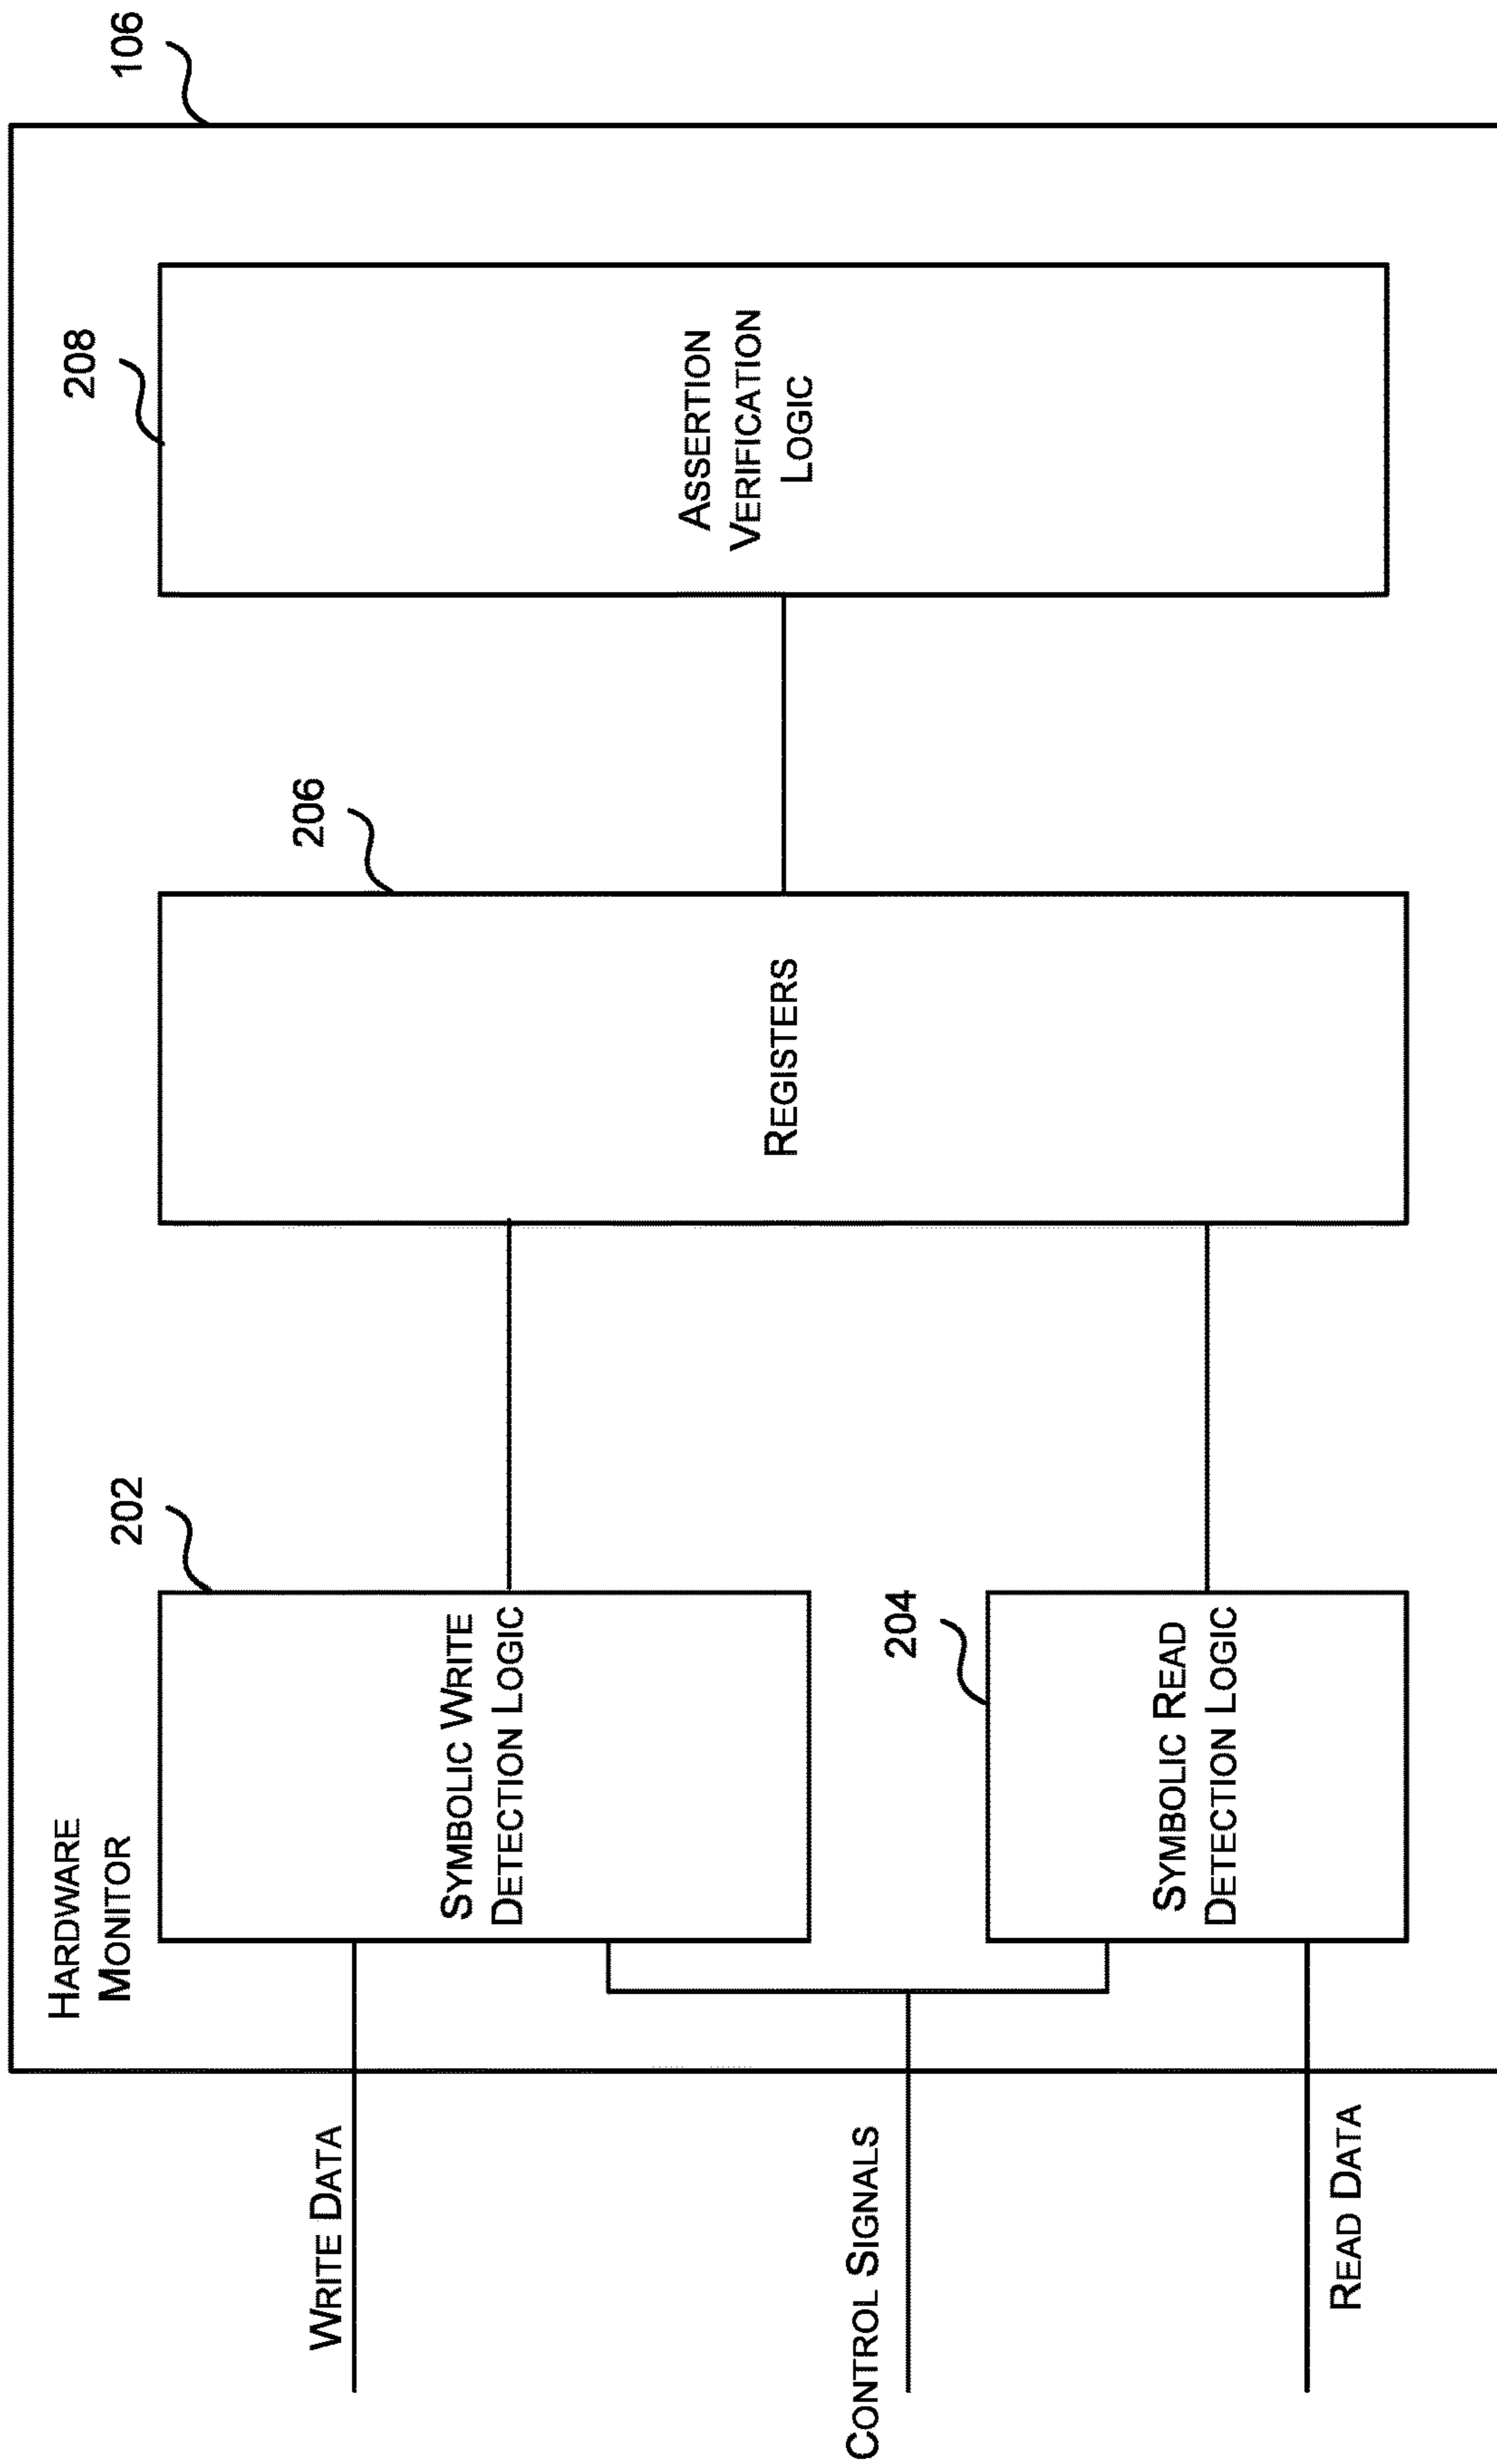 HARDWARE
MONITOR
106
WRITE DATA
CONTROL SIGNALS
READ DATA
202
SYMBOLIC WRITE
DETECTION LOGIC
204
SYMBOLIC READ
DETECTION LOGIC
206
REGISTERS
208
ASSERTION
VERIFICATION
LOGIC